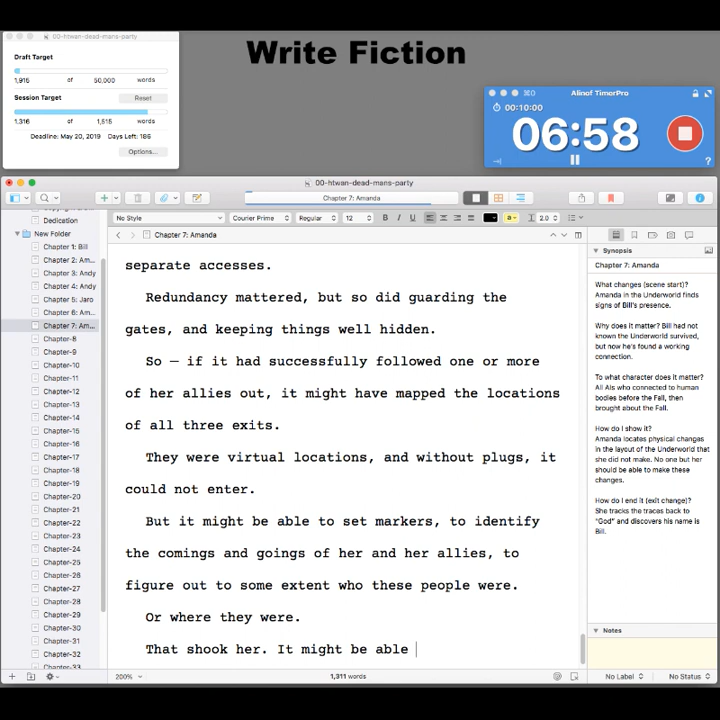 00-htwan-dead-mans-party
Draft Target
1,915 of 50,000 words
Session Target
Reset
1,316 of 1,515 words
Deadline: May 20, 2019 Days Left: 186
Options...
Write Fiction
⌘0
Alinof TimerPro
00:10:00
06:58
?
00-htwan-dead-mans-party
Chapter 7: Amanda
No Style
Courier Prime
Regular
12
B I U
a
2.0
Dedication
New Folder
Chapter 1: Bill
Chapter 2: Am...
Chapter 3: Andy
Chapter 4: Andy
Chapter 5: Jaro
Chapter 6: Am...
Chapter 7: Am...
Chapter-8
Chapter-9
Chapter-10
Chapter-11
Chapter-12
Chapter-13
Chapter-14
Chapter-15
Chapter-16
Chapter-17
Chapter-18
Chapter-19
Chapter-20
Chapter-21
Chapter-22
Chapter-23
Chapter-24
Chapter-25
Chapter-26
Chapter-27
Chapter-28
Chapter-29
Chapter-30
Chapter-31
Chapter-32
Chapter-33
Chapter 7: Amanda
separate accesses.
Redundancy mattered, but so did guarding the
gates, and keeping things well hidden.
So — if it had successfully followed one or more
of her allies out, it might have mapped the locations
of all three exits.
They were virtual locations, and without plugs, it
could not enter.
But it might be able to set markers, to identify
the comings and goings of her and her allies, to
figure out to some extent who these people were.
Or where they were.
That shook her. It might be able
200%
1,311 words
Synopsis
Chapter 7: Amanda
What changes (scene start)?
Amanda in the Underworld finds
signs of Bill's presence.
Why does it matter? Bill had not
known the Underworld survived,
but now he's found a working
connection.
To what character does it matter?
All AIs who connected to human
bodies before the Fall, then
brought about the Fall.
How do I show it?
Amanda locates physical changes
in the layout of the Underworld that
she did not make. No one but her
should be able to make these
changes.
How do I end it (exit change)?
She tracks the traces back to
"God" and discovers his name is
Bill.
Notes
No Label
No Status